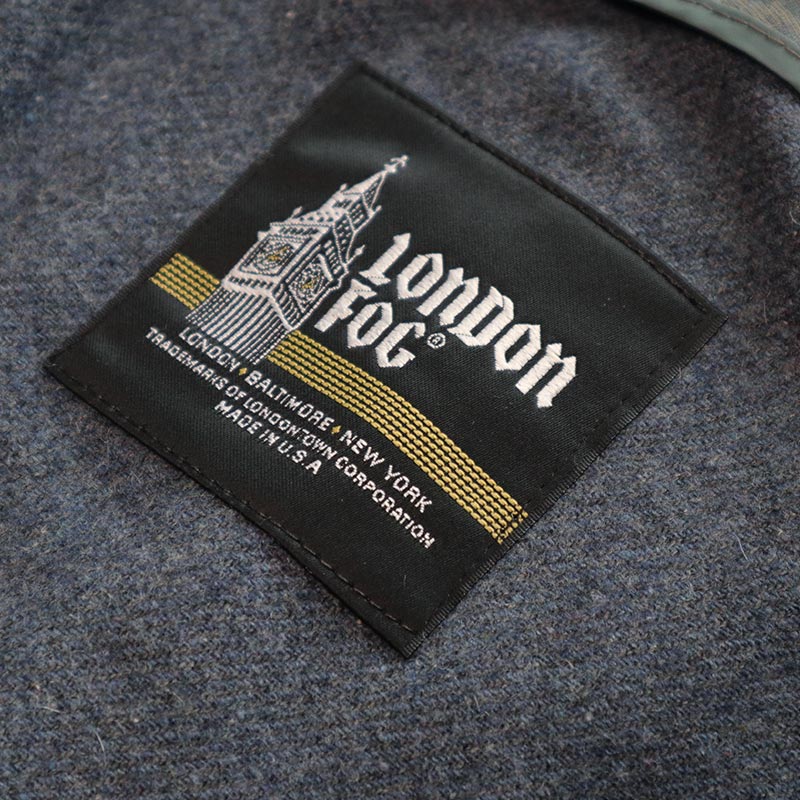 LONDON
FOG®
LONDON ♦ BALTIMORE ♦ NEW YORK
TRADEMARKS OF LONDONTOWN CORPORATION
MADE IN U.S.A